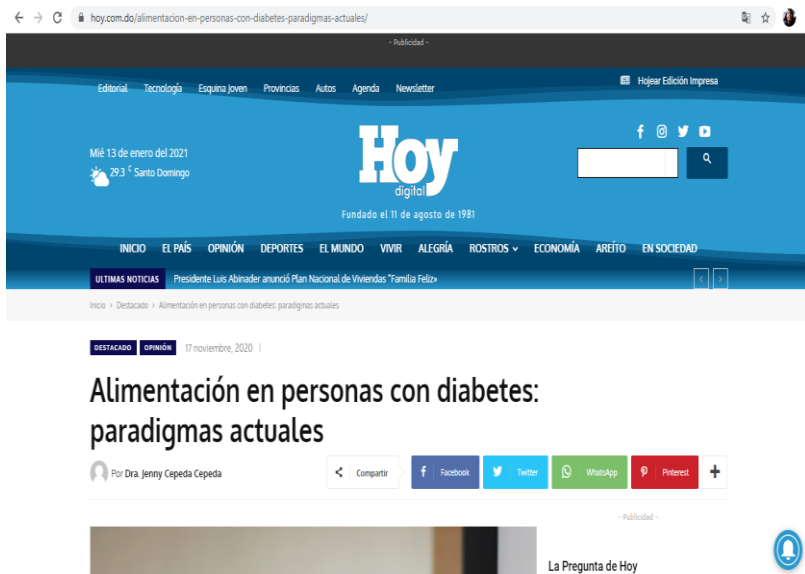 hoy.com.do/alimentacion-en-personas-con-diabetes-paradigmas-actuales/
- Publicidad -
Editorial Tecnología Esquina Joven Provincias Autos Agenda Newsletter
Hojear Edición Impresa
Mié 13 de enero del 2021
29.3 C Santo Domingo
Hoy
digital
Fundado el 11 de agosto de 1981
INICIO EL PAÍS OPINIÓN DEPORTES EL MUNDO VIVIR ALEGRÍA ROSTROS ECONOMÍA AREÍTO EN SOCIEDAD
ULTIMAS NOTICIAS Presidente Luis Abinader anunció Plan Nacional de Viviendas "Familia Feliz»
Inicio › Destacado › Alimentación en personas con diabetes: paradigmas actuales
DESTACADO OPINIÓN 17 noviembre, 2020
Alimentación en personas con diabetes:
paradigmas actuales
Por Dra. Jenny Cepeda Cepeda
Compartir Facebook Twitter WhatsApp Pinterest
- Publicidad -
La Pregunta de Hoy